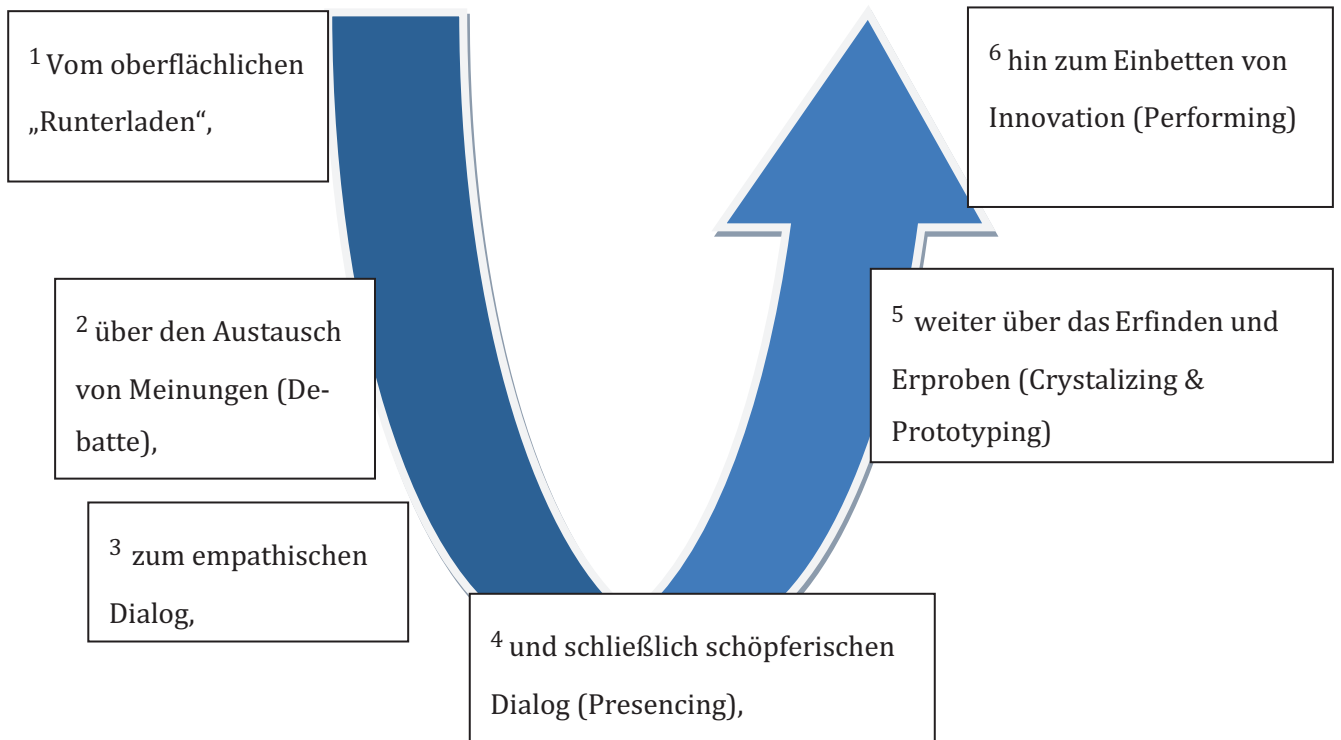 1 Vom oberflächlichen
„Runterladen“,
2 über den Austausch
von Meinungen (De-
batte),
3 zum empathischen
Dialog,
4 und schließlich schöpferischen
Dialog (Presencing),
5 weiter über das Erfinden und
Erproben (Crystalizing &
Prototyping)
6 hin zum Einbetten von
Innovation (Performing)